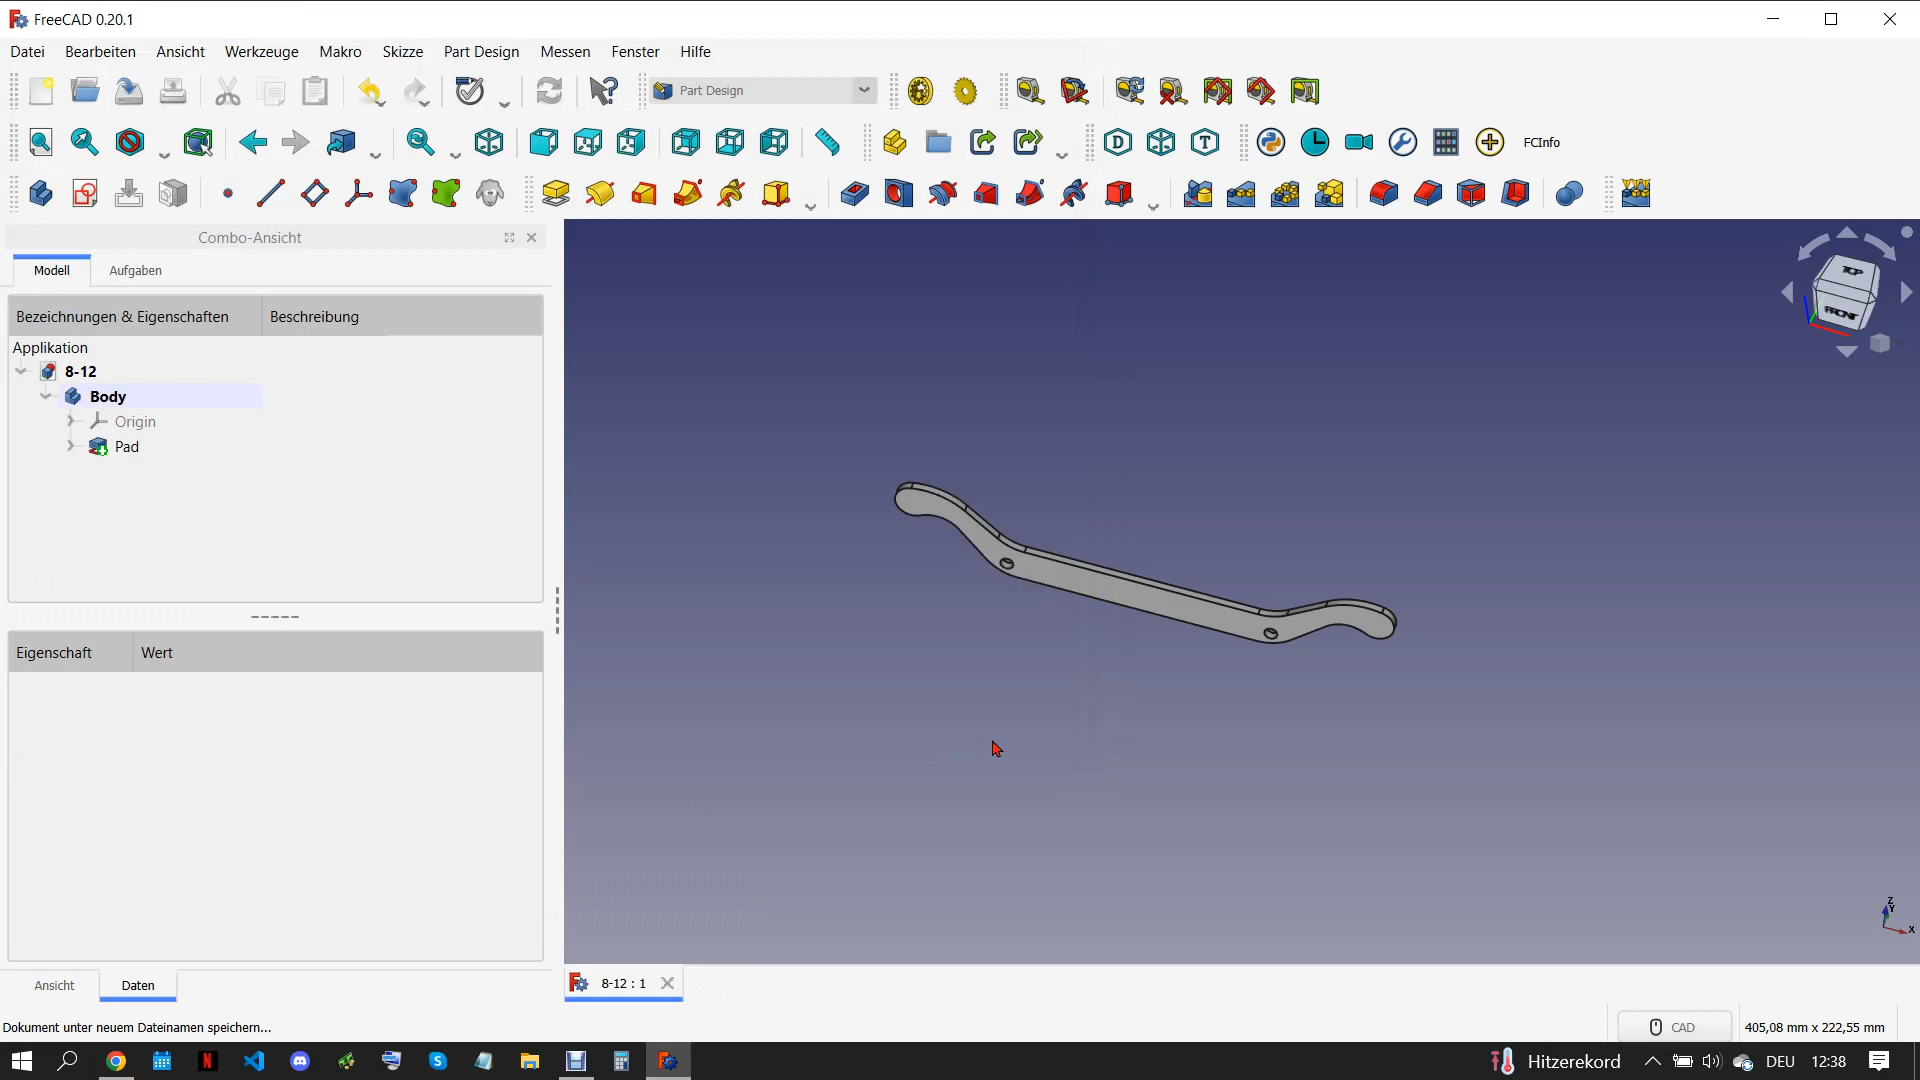 FreeCAD 0.20.1
Datei Bearbeiten Ansicht Werkzeuge Makro Skizze Part Design Messen Fenster Hilfe
Part Design
D T FCInfo
Combo-Ansicht
Modell Aufgaben
Bezeichnungen & Eigenschaften Beschreibung
Applikation
8-12
Body
Origin
Pad
TOP
FRONT
Eigenschaft Wert
Z
Y
X
Ansicht Daten
8-12 : 1
Dokument unter neuem Dateinamen speichern...
CAD 405,08 mm x 222,55 mm
N S Hitzerekord DEU 12:38